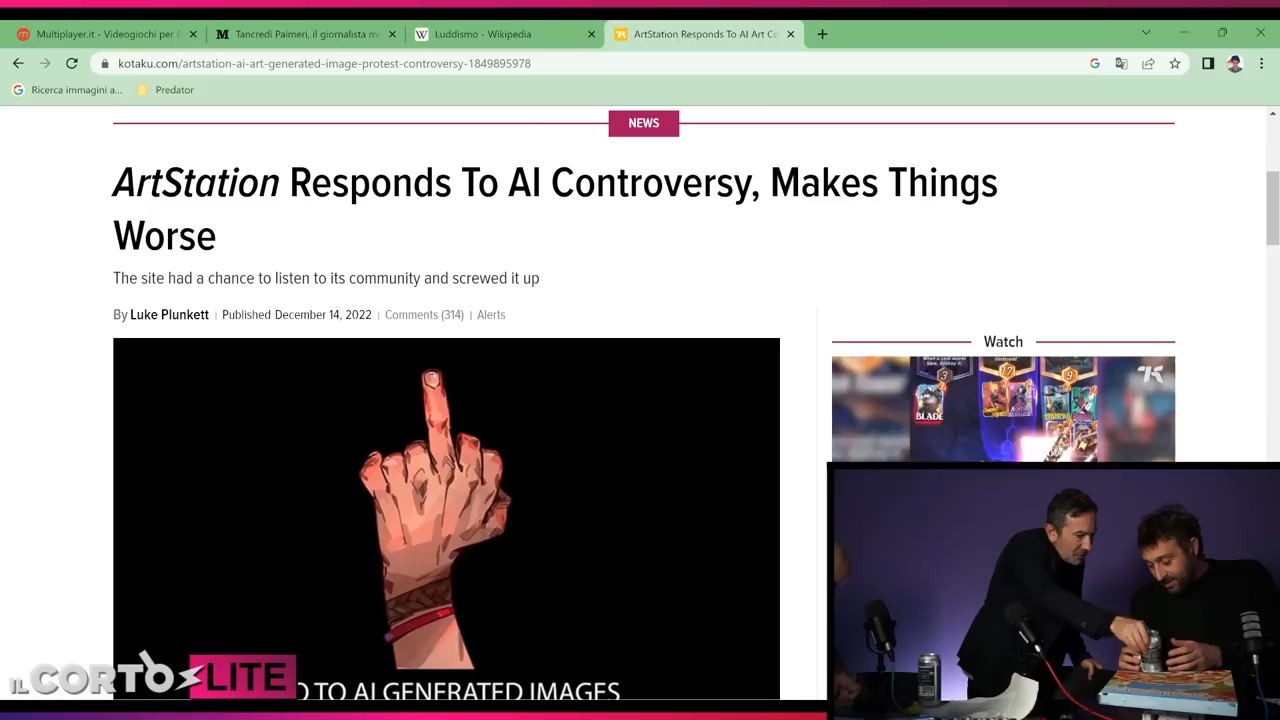 Multiplayer.it - Videogiochi per
Tancredi Palmeri, il giornalista m
Luddismo - Wikipedia
ArtStation Responds To AI Art Co
kotaku.com/artstation-ai-art-generated-image-protest-controversy-1849895978
Ricerca immagini a...
Predator
NEWS
ArtStation Responds To AI Controversy, Makes Things
Worse
The site had a chance to listen to its community and screwed it up
By Luke Plunkett | Published December 14, 2022 | Comments (314) | Alerts
Watch
3
17
9
BLADE
O TO AI GENERATED IMAGES
IL CORTO LITE